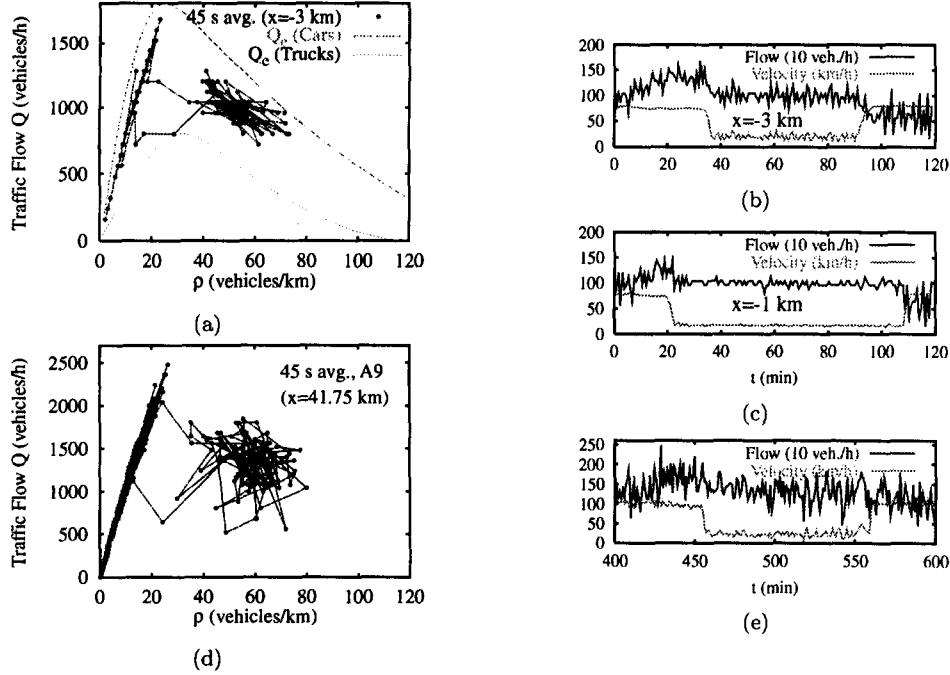 Traffic Flow Q (vehicles/h)
45 s avg. (x=-3 km)
Q_e (Cars)
Q_e (Trucks)
1500
1000
500
0
0 20 40 60 80 100 120
ρ (vehicles/km)
(a)
Flow (10 veh./h)
Velocity (km/h)
x=-3 km
200
150
100
50
0
0 20 40 60 80 100 120
(b)
Flow (10 veh./h)
Velocity (km/h)
x=-1 km
200
150
100
50
0
0 20 40 60 80 100 120
t (min)
(c)
Traffic Flow Q (vehicles/h)
45 s avg., A9
(x=41.75 km)
2500
2000
1500
1000
500
0
0 20 40 60 80 100 120
ρ (vehicles/km)
(d)
Flow (10 veh./h)
Velocity (km/h)
250
200
150
100
50
0
400 450 500 550 600
t (min)
(e)